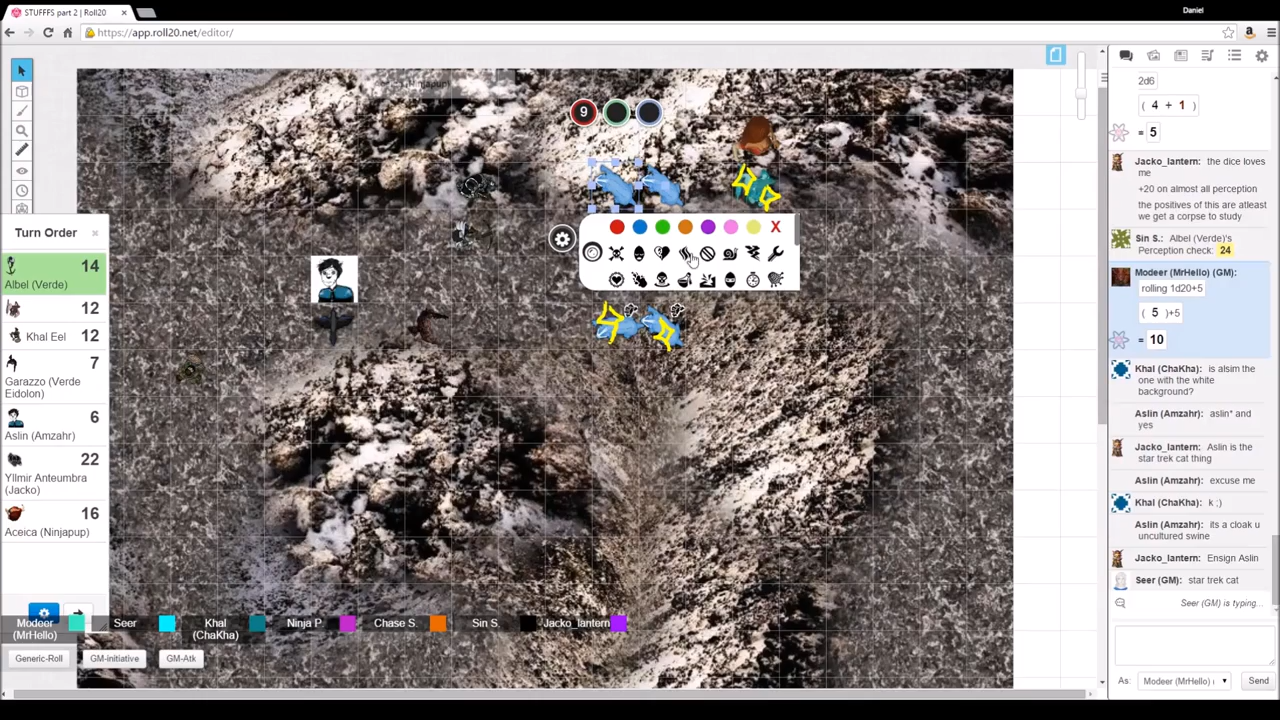 Daniel
STUFFFS part 2 | Roll20
https://app.roll20.net/editor/
9
Turn Order
14
Albel (Verde)
12
Khal Eel
12
7
Garazzo (Verde
Eidolon)
6
Aslin (Amzahr)
22
Yllmir Anteumbra
(Jacko)
16
Aceica (Ninjapup)
Modeer
(MrHello)
Seer
Khal
(ChaKha)
Ninja P.
Chase S.
Sin S.
Jacko_lantern
Generic-Roll
GM-initiative
GM-Atk
2d6
( 4 + 1 )
= 5
Jacko_lantern: the dice loves
me
+20 on almost all perception
the positives of this are atleast
we get a corpse to study
Sin S.: Albel (Verde)'s
Perception check: 24
Modeer (MrHello) (GM):
rolling 1d20+5
( 5 )+5
= 10
Khal (ChaKha): is alsim the
one with the white
background?
Aslin (Amzahr): aslin* and
yes
Jacko_lantern: Aslin is the
star trek cat thing
Aslin (Amzahr): excuse me
Khal (ChaKha): k ;)
Aslin (Amzahr): its a cloak u
uncultured swine
Jacko_lantern: Ensign Aslin
Seer (GM): star trek cat
Seer (GM) is typing...
As:
Modeer (MrHello) (
Send